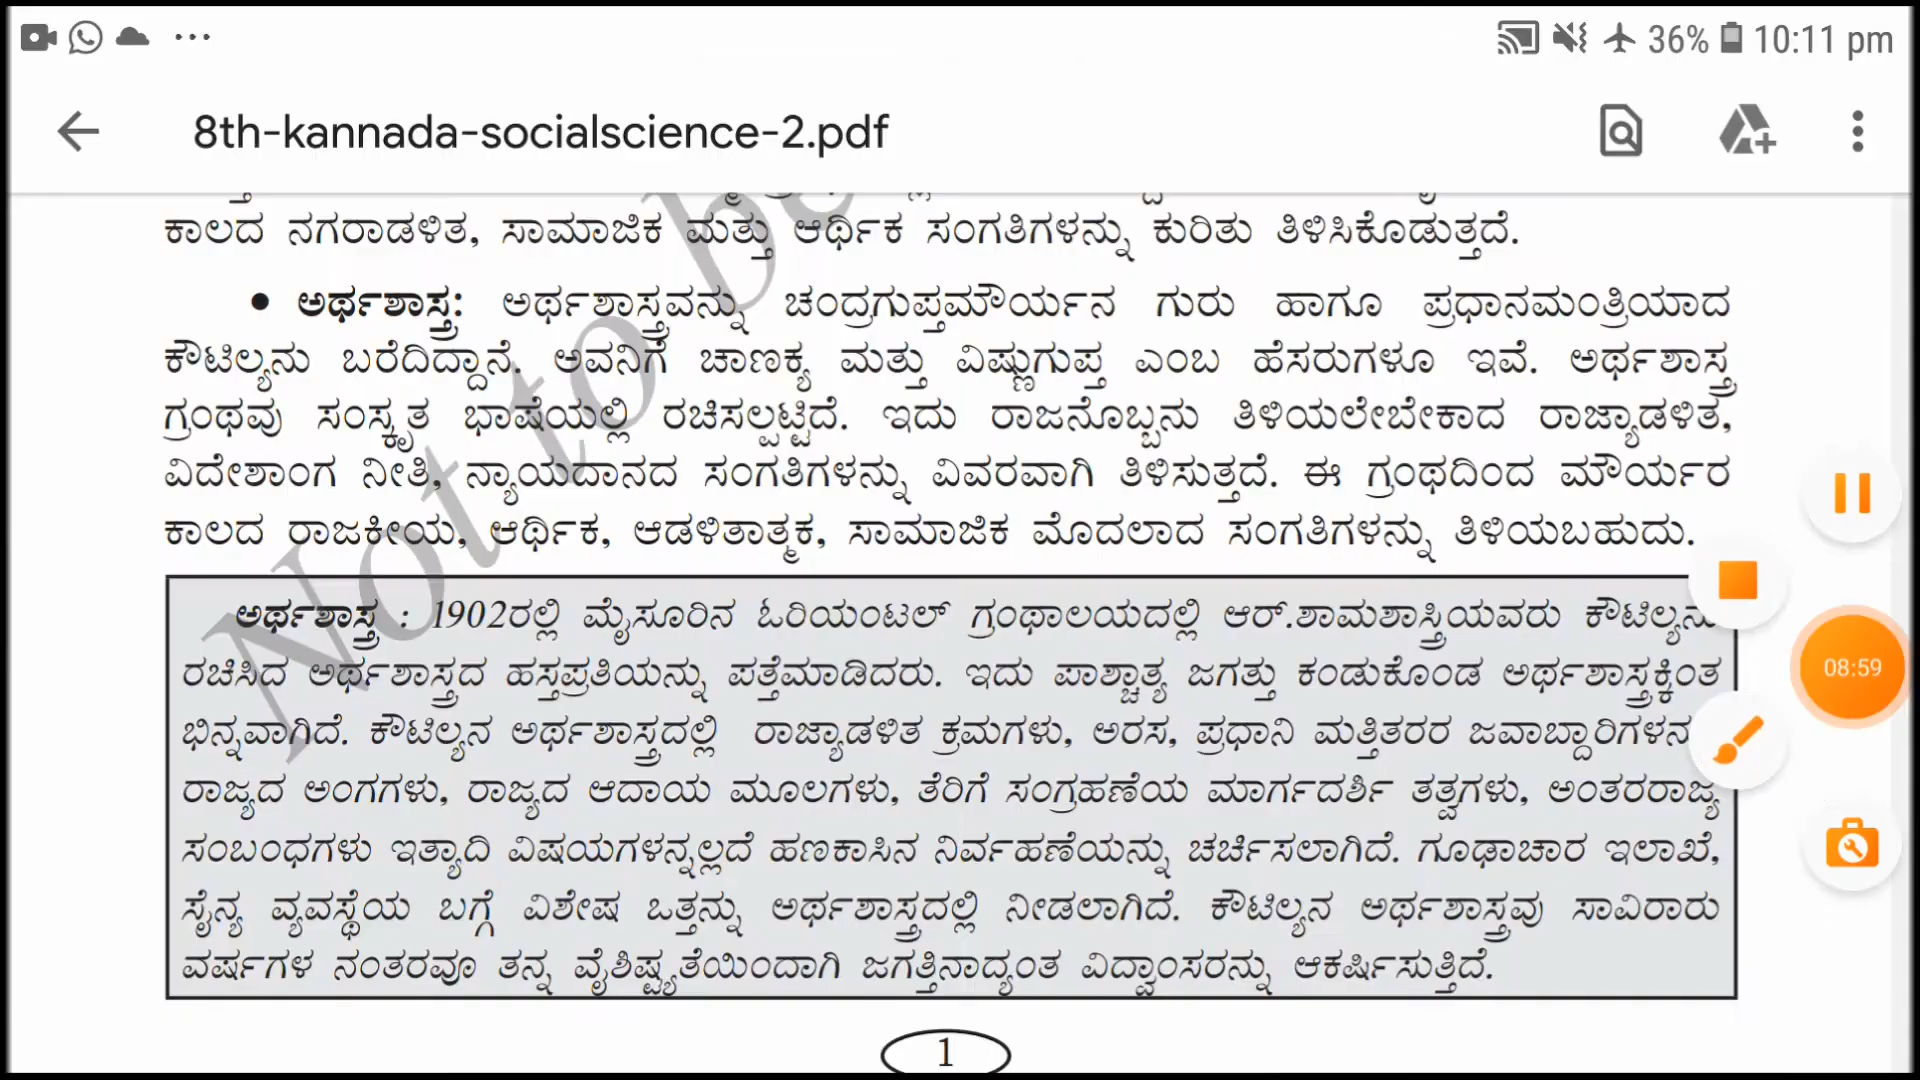 36% 10:11 pm
8th-kannada-socialscience-2.pdf
ಕಾಲದ ನಗರಾಡಳಿತ, ಸಾಮಾಜಿಕ ಮತ್ತು ಆರ್ಥಿಕ ಸಂಗತಿಗಳನ್ನು ಕುರಿತು ತಿಳಿಸಿಕೊಡುತ್ತದೆ.
• ಅರ್ಥಶಾಸ್ತ್ರ: ಅರ್ಥಶಾಸ್ತ್ರವನ್ನು ಚಂದ್ರಗುಪ್ತಮೌರ್ಯನ ಗುರು ಹಾಗೂ ಪ್ರಧಾನಮಂತ್ರಿಯಾದ
ಕೌಟಿಲ್ಯನು ಬರೆದಿದ್ದಾನೆ. ಅವನಿಗೆ ಚಾಣಕ್ಯ ಮತ್ತು ವಿಷ್ಣುಗುಪ್ತ ಎಂಬ ಹೆಸರುಗಳೂ ಇವೆ. ಅರ್ಥಶಾಸ್ತ್ರ
ಗ್ರಂಥವು ಸಂಸ್ಕೃತ ಭಾಷೆಯಲ್ಲಿ ರಚಿಸಲ್ಪಟ್ಟಿದೆ. ಇದು ರಾಜನೊಬ್ಬನು ತಿಳಿಯಲೇಬೇಕಾದ ರಾಜ್ಯಾಡಳಿತ,
ವಿದೇಶಾಂಗ ನೀತಿ, ನ್ಯಾಯದಾನದ ಸಂಗತಿಗಳನ್ನು ವಿವರವಾಗಿ ತಿಳಿಸುತ್ತದೆ. ಈ ಗ್ರಂಥದಿಂದ ಮೌರ್ಯರ
ಕಾಲದ ರಾಜಕೀಯ, ಆರ್ಥಿಕ, ಆಡಳಿತಾತ್ಮಕ, ಸಾಮಾಜಿಕ ಮೊದಲಾದ ಸಂಗತಿಗಳನ್ನು ತಿಳಿಯಬಹುದು.
ಅರ್ಥಶಾಸ್ತ್ರ : 1902ರಲ್ಲಿ ಮೈಸೂರಿನ ಓರಿಯಂಟಲ್ ಗ್ರಂಥಾಲಯದಲ್ಲಿ ಆರ್.ಶಾಮಶಾಸ್ತ್ರಿಯವರು ಕೌಟಿಲ್ಯನು
ರಚಿಸಿದ ಅರ್ಥಶಾಸ್ತ್ರದ ಹಸ್ತಪ್ರತಿಯನ್ನು ಪತ್ತೆಮಾಡಿದರು. ಇದು ಪಾಶ್ಚಾತ್ಯ ಜಗತ್ತು ಕಂಡುಕೊಂಡ ಅರ್ಥಶಾಸ್ತ್ರಕ್ಕಿಂತ
ಭಿನ್ನವಾಗಿದೆ. ಕೌಟಿಲ್ಯನ ಅರ್ಥಶಾಸ್ತ್ರದಲ್ಲಿ ರಾಜ್ಯಾಡಳಿತ ಕ್ರಮಗಳು, ಅರಸ, ಪ್ರಧಾನಿ ಮತ್ತಿತರರ
ರಾಜ್ಯದ ಅಂಗಗಳು, ರಾಜ್ಯದ ಆದಾಯ ಮೂಲಗಳು, ತೆರಿಗೆ ಸಂಗ್ರಹಣೆಯ ಮಾರ್ಗದರ್ಶಿ ತತ್ವಗಳು, ಅಂತರರಾಜ್ಯ
ಸಂಬಂಧಗಳು ಇತ್ಯಾದಿ ವಿಷಯಗಳನ್ನಲ್ಲದೆ ಹಣಕಾಸಿನ ನಿರ್ವಹಣೆಯನ್ನು ಚರ್ಚಿಸಲಾಗಿದೆ. ಗೂಢಾಚಾರ ಇಲಾಖೆ,
ಸೈನ್ಯ ವ್ಯವಸ್ಥೆಯ ಬಗ್ಗೆ ವಿಶೇಷ ಒತ್ತನ್ನು ಅರ್ಥಶಾಸ್ತ್ರದಲ್ಲಿ ನೀಡಲಾಗಿದೆ. ಕೌಟಿಲ್ಯನ ಅರ್ಥಶಾಸ್ತ್ರವು ಸಾವಿರಾರು
ವರ್ಷಗಳ ನಂತರವೂ ತನ್ನ ವೈಶಿಷ್ಟ್ಯತೆಯಿಂದಾಗಿ ಜಗತ್ತಿನಾದ್ಯಂತ ವಿದ್ವಾಂಸರನ್ನು ಆಕರ್ಷಿಸುತ್ತಿದೆ.
1
Not to be
08:59